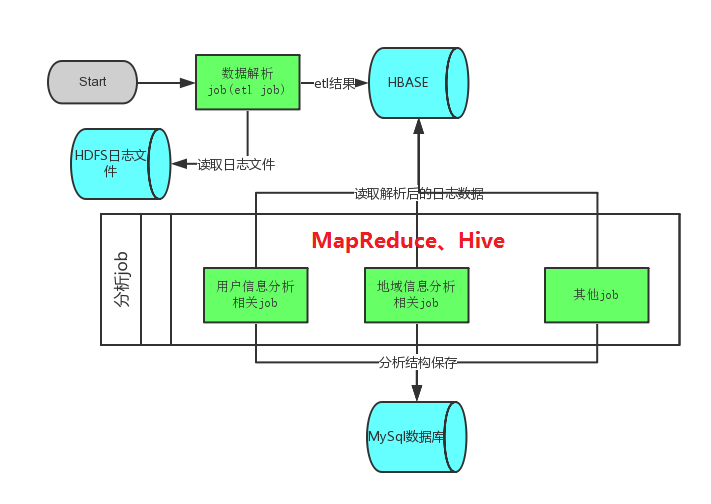 Start
数据解析
job(etl job)
etl结果
HBASE
HDFS日志文
件
读取日志文件
读取解析后的日志数据
MapReduce、Hive
分析job
用户信息分析
相关job
地域信息分析
相关job
其他job
分析结构保存
MySql数据库